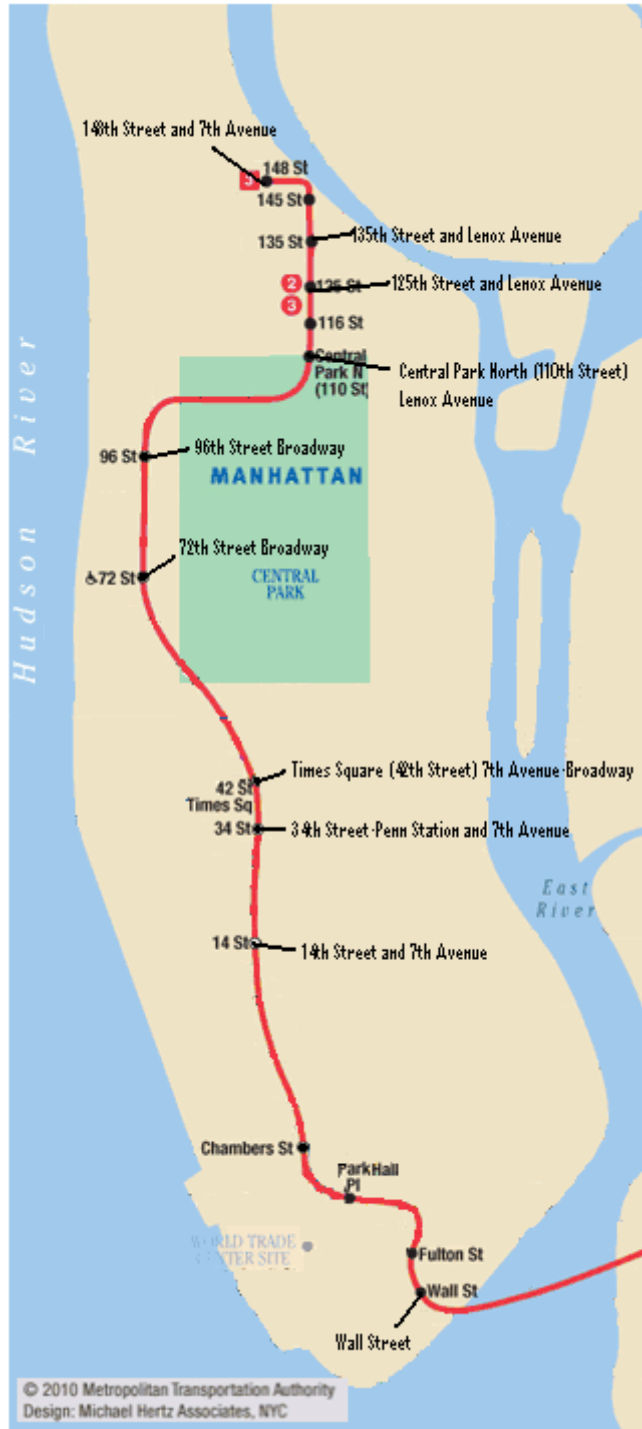 148th Street and 7th Avenue
148 St
3
145 St
135 St
135th Street and Lenox Avenue
2
125 St
125th Street and Lenox Avenue
3
116 St
Central
Park N
(110 St)
Central Park North (110th Street)
Lenox Avenue
96 St
96th Street Broadway
MANHATTAN
Hudson River
72th Street Broadway
72 St
CENTRAL
PARK
Times Square (42th Street) 7th Avenue-Broadway
42 St
Times Sq
34 St
34th Street-Penn Station and 7th Avenue
East
River
14 St
14th Street and 7th Avenue
Chambers St
Park Hall
Pl
WORLD TRADE
CENTER SITE
Fulton St
Wall St
Wall Street
© 2010 Metropolitan Transportation Authority
Design: Michael Hertz Associates, NYC